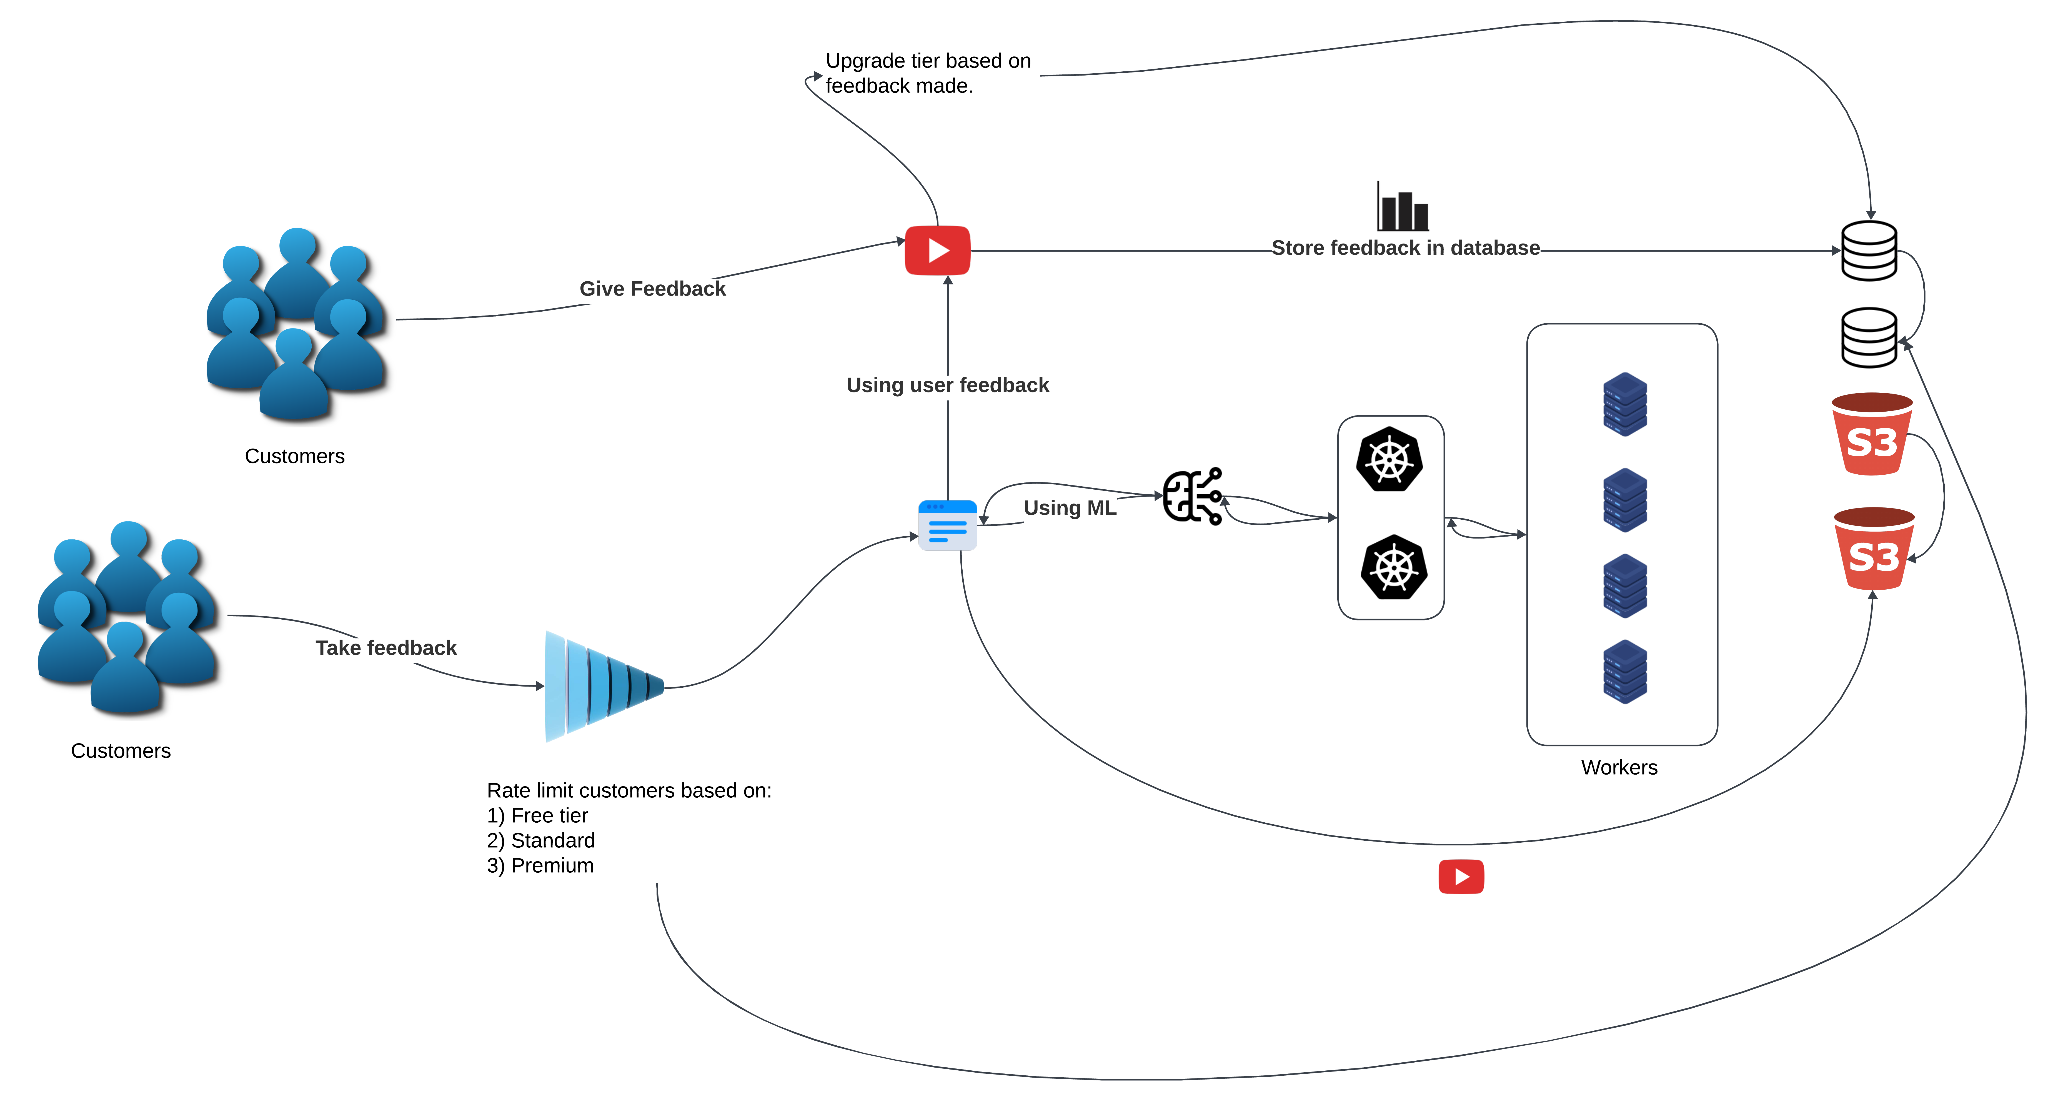 Upgrade tier based on
feedback made.
Store feedback in database
Give Feedback
Using user feedback
Customers
S3
Using ML
S3
Take feedback
Customers
Workers
Rate limit customers based on:
1) Free tier
2) Standard
3) Premium